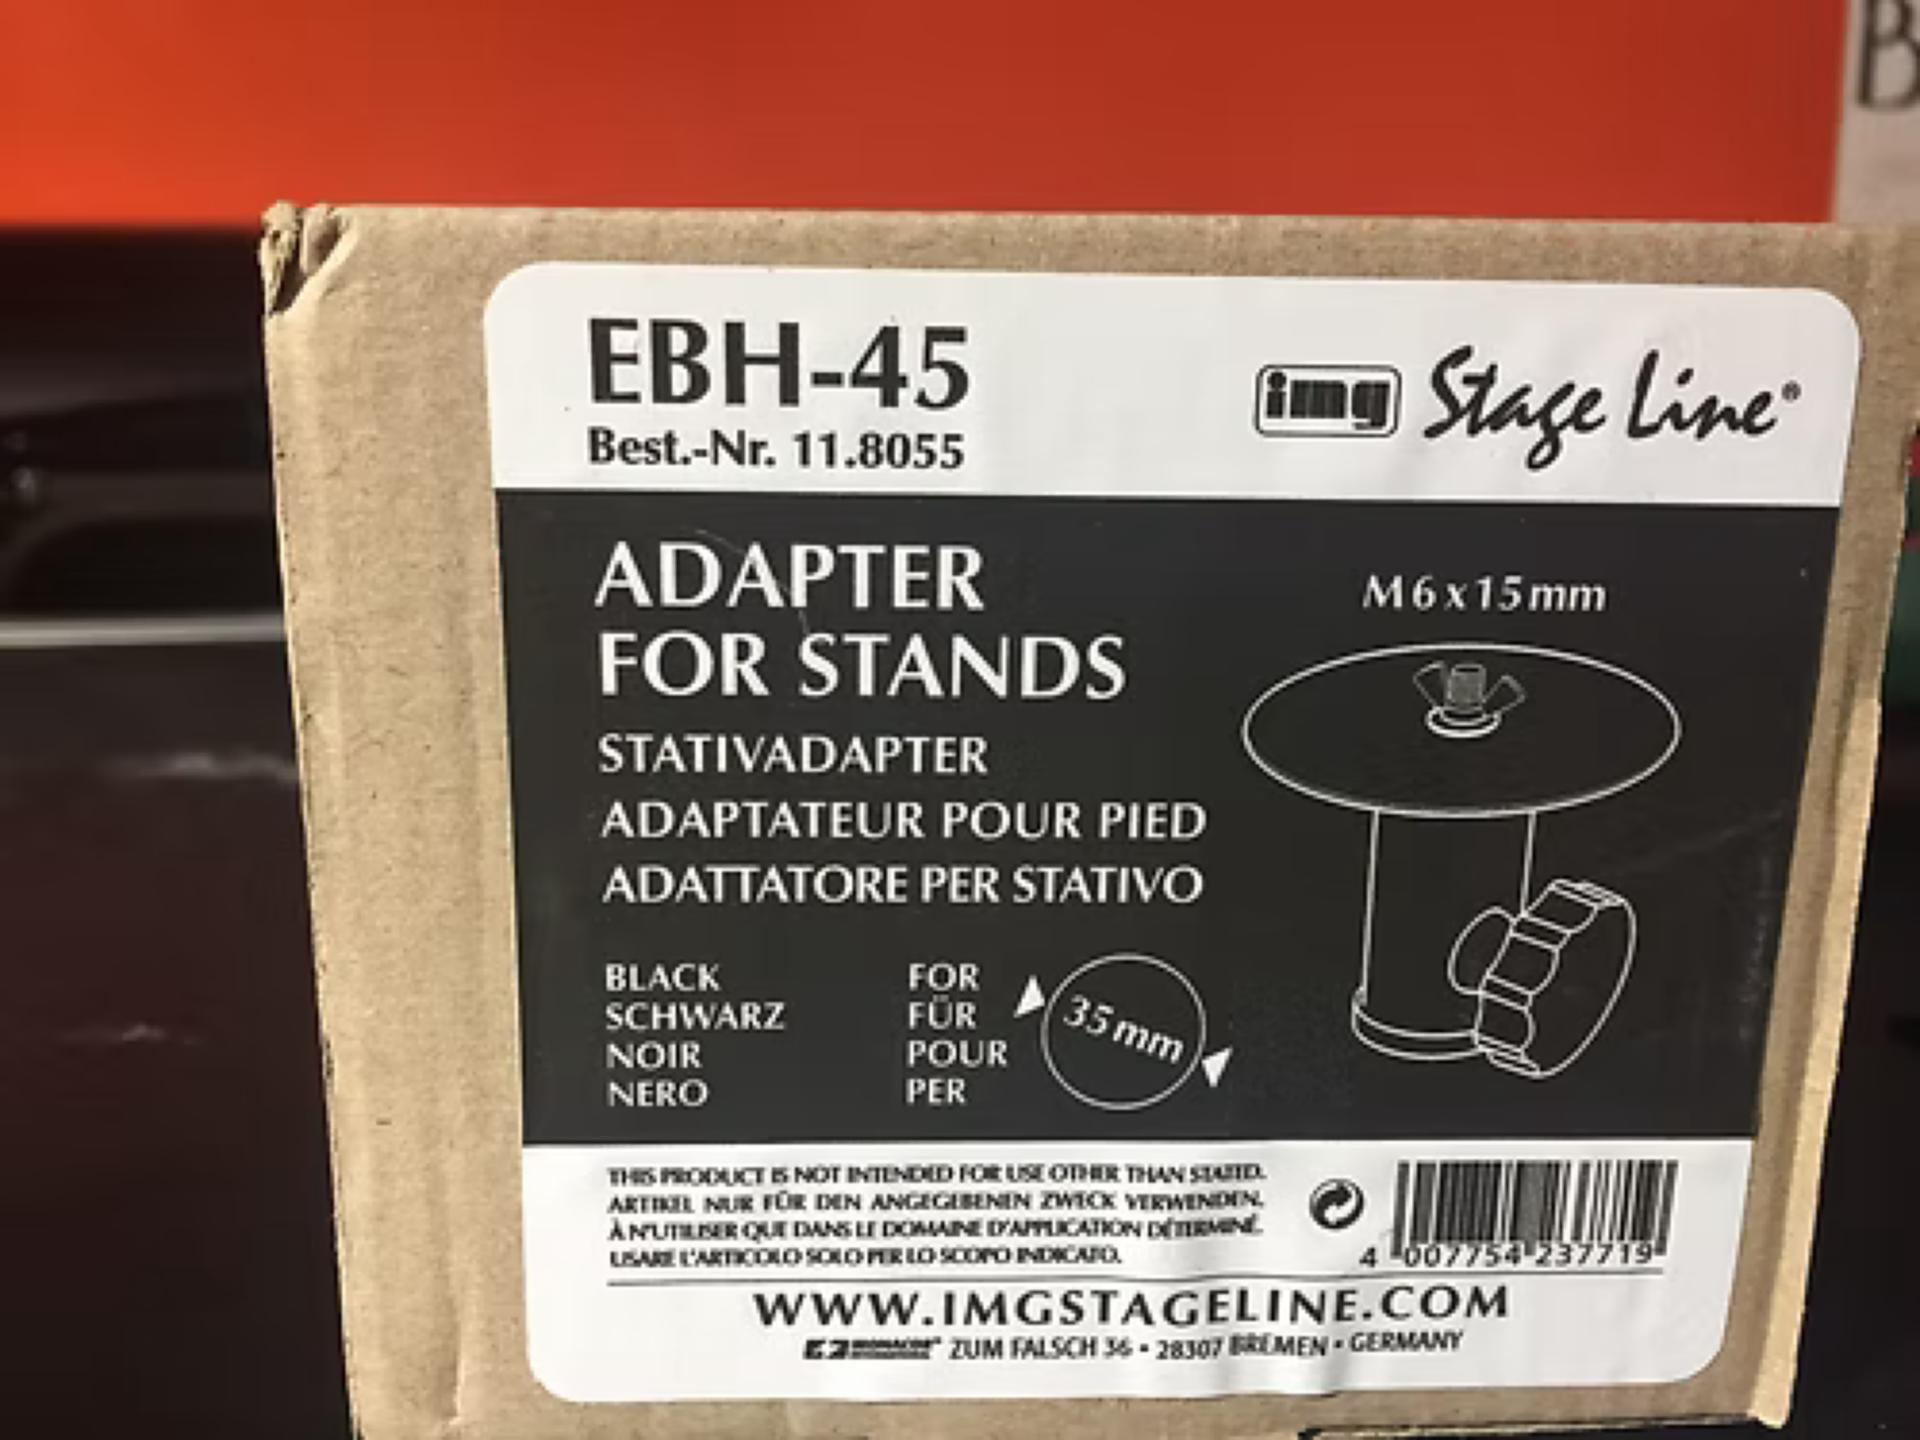 B
EBH-45
Best.-Nr. 11.8055
img Stage Line®
ADAPTER
FOR STANDS
STATIVADAPTER
ADAPTATEUR POUR PIED
ADATTATORE PER STATIVO
M6x15mm
BLACK
SCHWARZ
NOIR
NERO
FOR
FÜR
POUR
PER
35mm
THIS PRODUCT IS NOT INTENDED FOR USE OTHER THAN STATED.
ARTIKEL NUR FÜR DEN ANGEGEBENEN ZWECK VERWENDEN.
À N'UTILISER QUE DANS LE DOMAINE D'APPLICATION DÉTERMINÉ.
USARE L'ARTICOLO SOLO PER LO SCOPO INDICATO.
4 007754 237719
WWW.IMGSTAGELINE.COM
ZUM FALSCH 36 • 28307 BREMEN • GERMANY